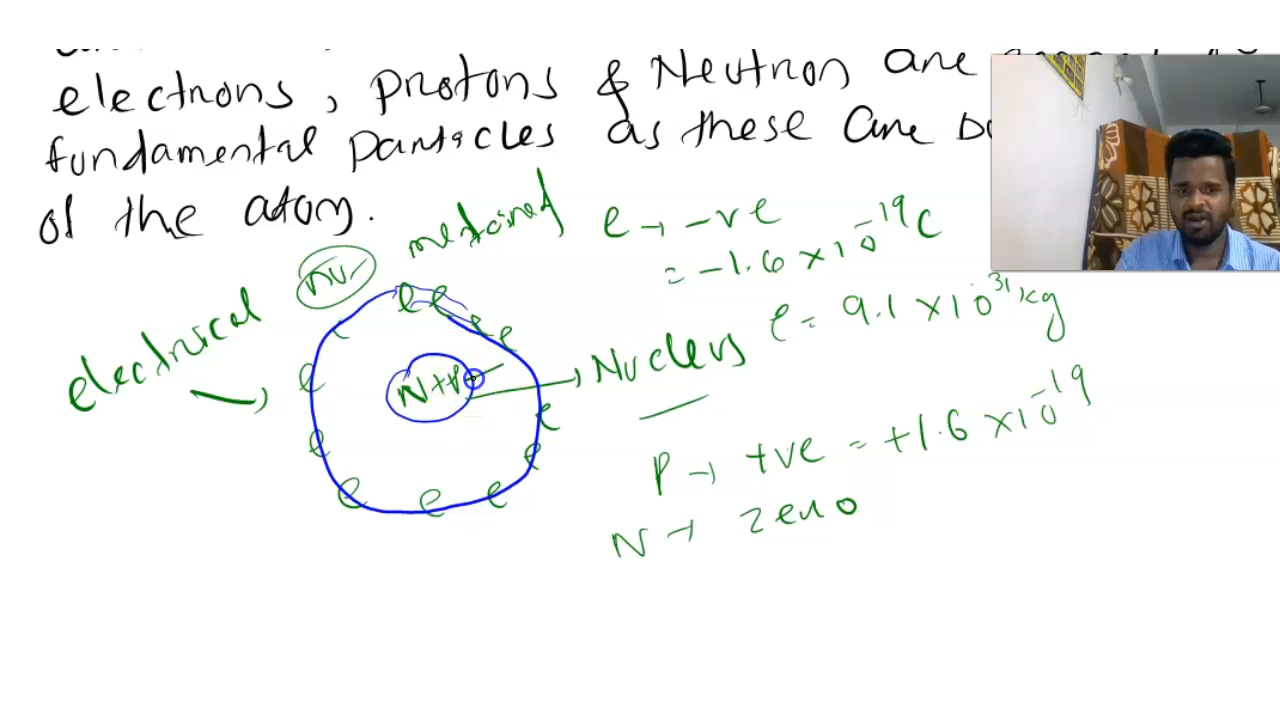 electrons, protons & Neutron are
fundamental particles as these are
of the atom.
material
e → -ve
= -1.6 × 10^-19 C
e = 9.1 × 10^31 kg
electrical
e e e e
N+P
→ Nucleus
e e e e e e e
P → +ve = +1.6 × 10^-19
N → zero